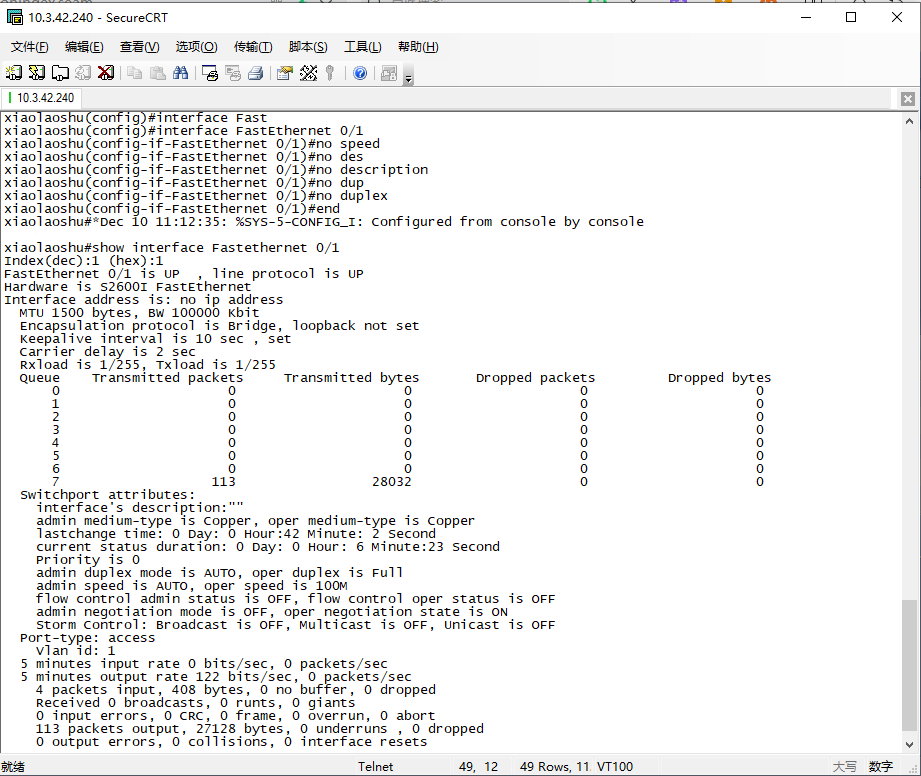 10.3.42.240 - SecureCRT
文件(F) 编辑(E) 查看(V) 选项(O) 传输(T) 脚本(S) 工具(L) 帮助(H)
10.3.42.240
xiaolaoshu(config)#interface Fast
xiaolaoshu(config)#interface FastEthernet 0/1
xiaolaoshu(config-if-FastEthernet 0/1)#no speed
xiaolaoshu(config-if-FastEthernet 0/1)#no des
xiaolaoshu(config-if-FastEthernet 0/1)#no description
xiaolaoshu(config-if-FastEthernet 0/1)#no dup
xiaolaoshu(config-if-FastEthernet 0/1)#no duplex
xiaolaoshu(config-if-FastEthernet 0/1)#end
xiaolaoshu#*Dec 10 11:12:35: %SYS-5-CONFIG_I: Configured from console by console
xiaolaoshu#show interface Fastethernet 0/1
Index(dec):1 (hex):1
FastEthernet 0/1 is UP  , line protocol is UP
Hardware is S2600I FastEthernet
Interface address is: no ip address
  MTU 1500 bytes, BW 100000 Kbit
  Encapsulation protocol is Bridge, loopback not set
  Keepalive interval is 10 sec , set
  Carrier delay is 2 sec
  Rxload is 1/255, Txload is 1/255
  Queue    Transmitted packets     Transmitted bytes       Dropped packets         Dropped bytes
      0                     0                     0                     0                     0
      1                     0                     0                     0                     0
      2                     0                     0                     0                     0
      3                     0                     0                     0                     0
      4                     0                     0                     0                     0
      5                     0                     0                     0                     0
      6                     0                     0                     0                     0
      7                   113                 28032                     0                     0
  Switchport attributes:
    interface's description:""
    admin medium-type is Copper, oper medium-type is Copper
    lastchange time: 0 Day: 0 Hour:42 Minute: 2 Second
    current status duration: 0 Day: 0 Hour: 6 Minute:23 Second
    Priority is 0
    admin duplex mode is AUTO, oper duplex is Full
    admin speed is AUTO, oper speed is 100M
    flow control admin status is OFF, flow control oper status is OFF
    admin negotiation mode is OFF, oper negotiation state is ON
    Storm Control: Broadcast is OFF, Multicast is OFF, Unicast is OFF
  Port-type: access
    Vlan id: 1
  5 minutes input rate 0 bits/sec, 0 packets/sec
  5 minutes output rate 122 bits/sec, 0 packets/sec
    4 packets input, 408 bytes, 0 no buffer, 0 dropped
    Received 0 broadcasts, 0 runts, 0 giants
    0 input errors, 0 CRC, 0 frame, 0 overrun, 0 abort
    113 packets output, 27128 bytes, 0 underruns , 0 dropped
    0 output errors, 0 collisions, 0 interface resets
就绪 Telnet 49, 12 49 Rows, 11 VT100 大写 数字